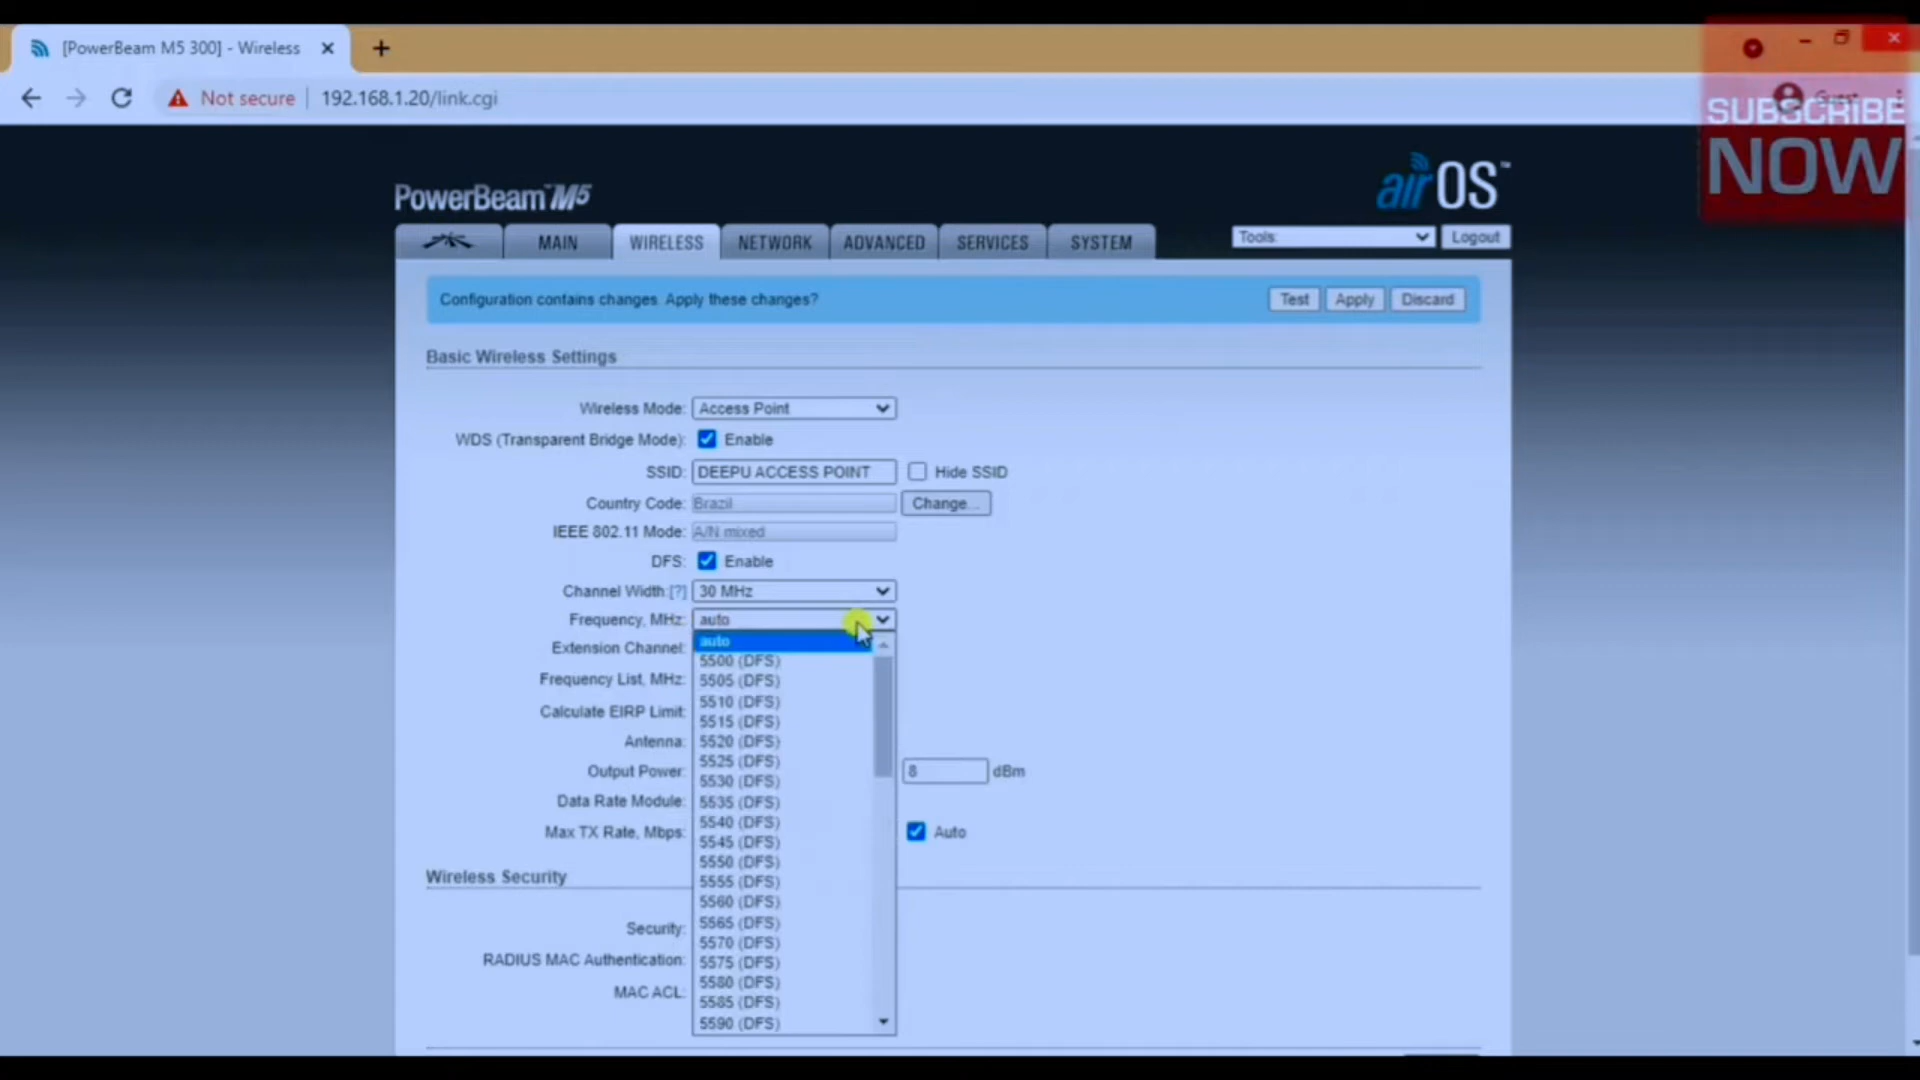 [PowerBeam M5 300] - Wireless
Not secure
192.168.1.20/link.cgi
SUBSCRIBE
NOW
PowerBeam™M5
airOS™
MAIN
WIRELESS
NETWORK
ADVANCED
SERVICES
SYSTEM
Tools:
Logout
Configuration contains changes. Apply these changes?
Test
Apply
Discard
Basic Wireless Settings
Wireless Mode: Access Point
WDS (Transparent Bridge Mode): Enable
SSID: DEEPU ACCESS POINT Hide SSID
Country Code: Brazil Change...
IEEE 802.11 Mode: A/N mixed
DFS: Enable
Channel Width:[?] 30 MHz
Frequency, MHz: auto
auto
Extension Channel:
5500 (DFS)
Frequency List, MHz:
5505 (DFS)
5510 (DFS)
Calculate EIRP Limit:
5515 (DFS)
Antenna:
5520 (DFS)
5525 (DFS)
Output Power: 8 dBm
5530 (DFS)
Data Rate Module:
5535 (DFS)
5540 (DFS)
Max TX Rate, Mbps: Auto
5545 (DFS)
5550 (DFS)
Wireless Security
5555 (DFS)
5560 (DFS)
5565 (DFS)
Security:
5570 (DFS)
RADIUS MAC Authentication:
5575 (DFS)
5580 (DFS)
MAC ACL:
5585 (DFS)
5590 (DFS)